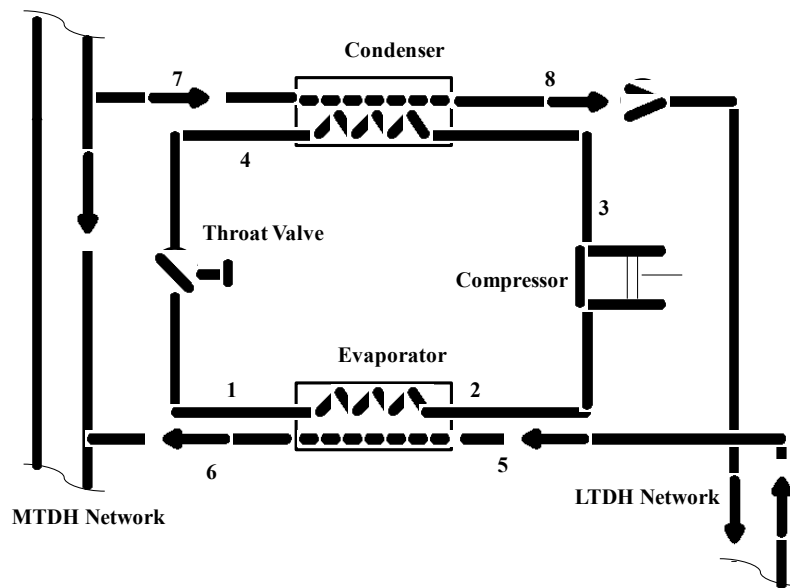 Condenser
7
8
4
3
Throat Valve
Compressor
Evaporator
1
2
6
5
MTDH Network
LTDH Network